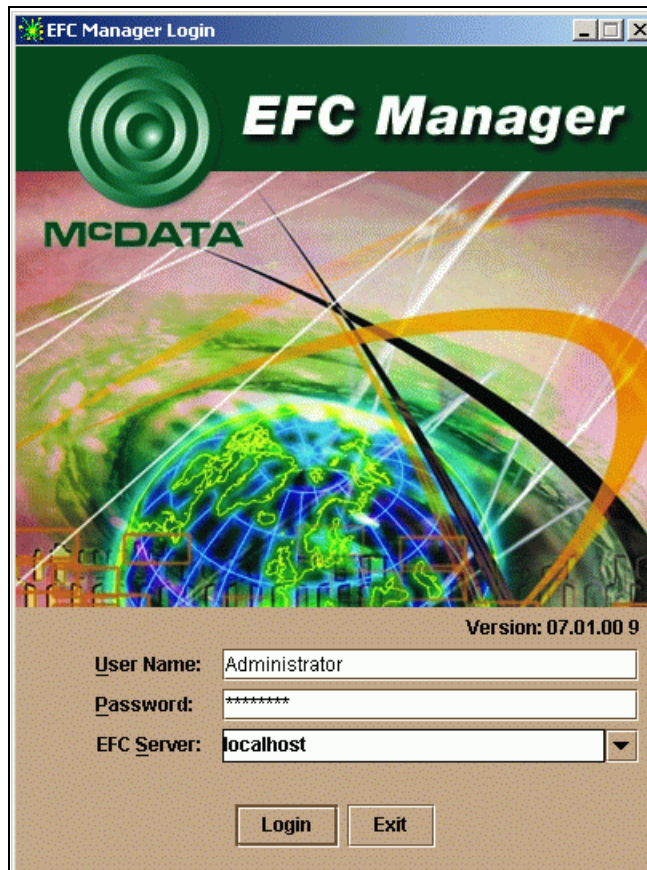 EFC Manager Login
EFC Manager
McDATA
Version: 07.01.00 9
User Name: Administrator
Password: ********
EFC Server: localhost
Login Exit